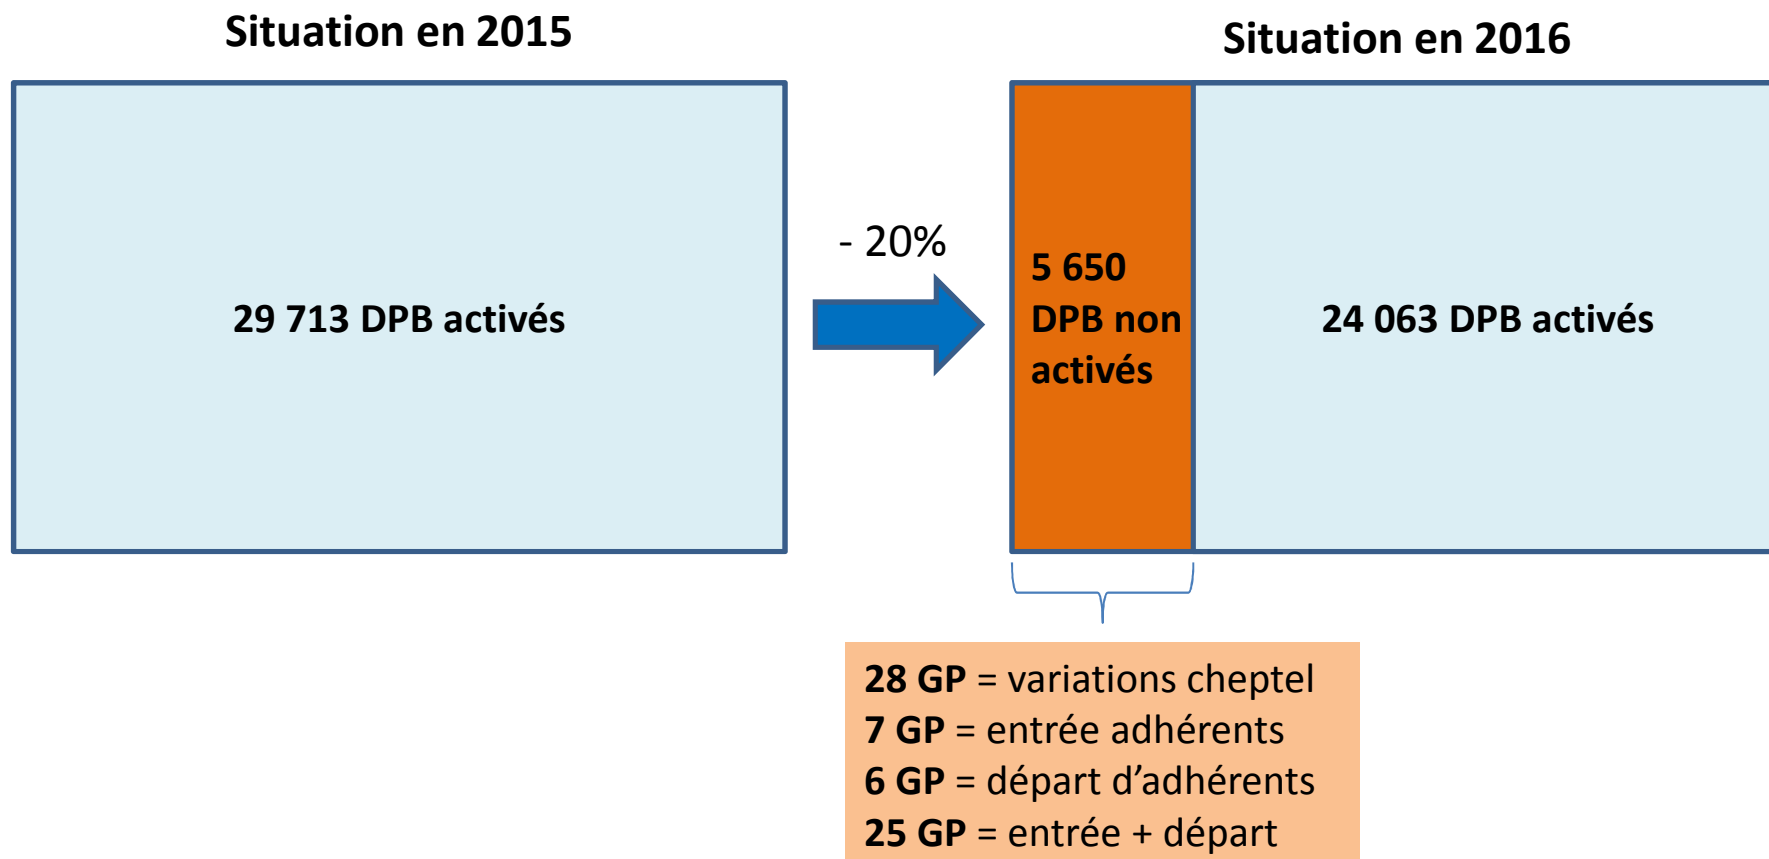 Situation en 2015
Situation en 2016
29 713 DPB activés
- 20%
5 650
DPB non
activés
24 063 DPB activés
28 GP = variations cheptel
7 GP = entrée adhérents
6 GP = départ d’adhérents
25 GP = entrée + départ